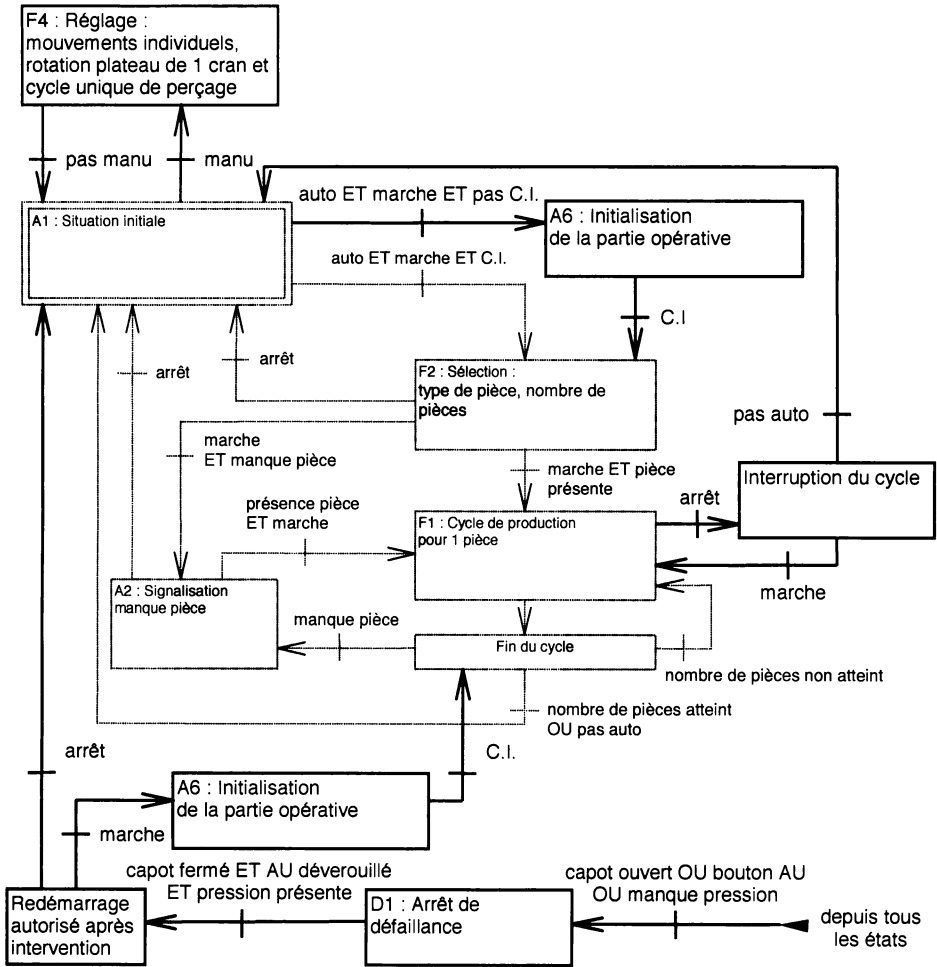 F4 : Réglage :
mouvements individuels,
rotation plateau de 1 cran et
cycle unique de perçage
pas manu
manu
A1 : Situation initiale
auto ET marche ET pas C.I.
A6 : Initialisation
de la partie opérative
auto ET marche ET C.I.
C.I
arrêt
arrêt
F2 : Sélection :
type de pièce, nombre de
pièces
pas auto
marche
ET manque pièce
marche ET pièce
présente
Interruption du cycle
arrêt
présence pièce
ET marche
F1 : Cycle de production
pour 1 pièce
marche
A2 : Signalisation
manque pièce
manque pièce
Fin du cycle
nombre de pièces non atteint
nombre de pièces atteint
OU pas auto
arrêt
C.I.
A6 : Initialisation
de la partie opérative
marche
capot fermé ET AU déverouillé
ET pression présente
capot ouvert OU bouton AU
OU manque pression
Redémarrage
autorisé après
intervention
D1 : Arrêt de
défaillance
depuis tous
les états